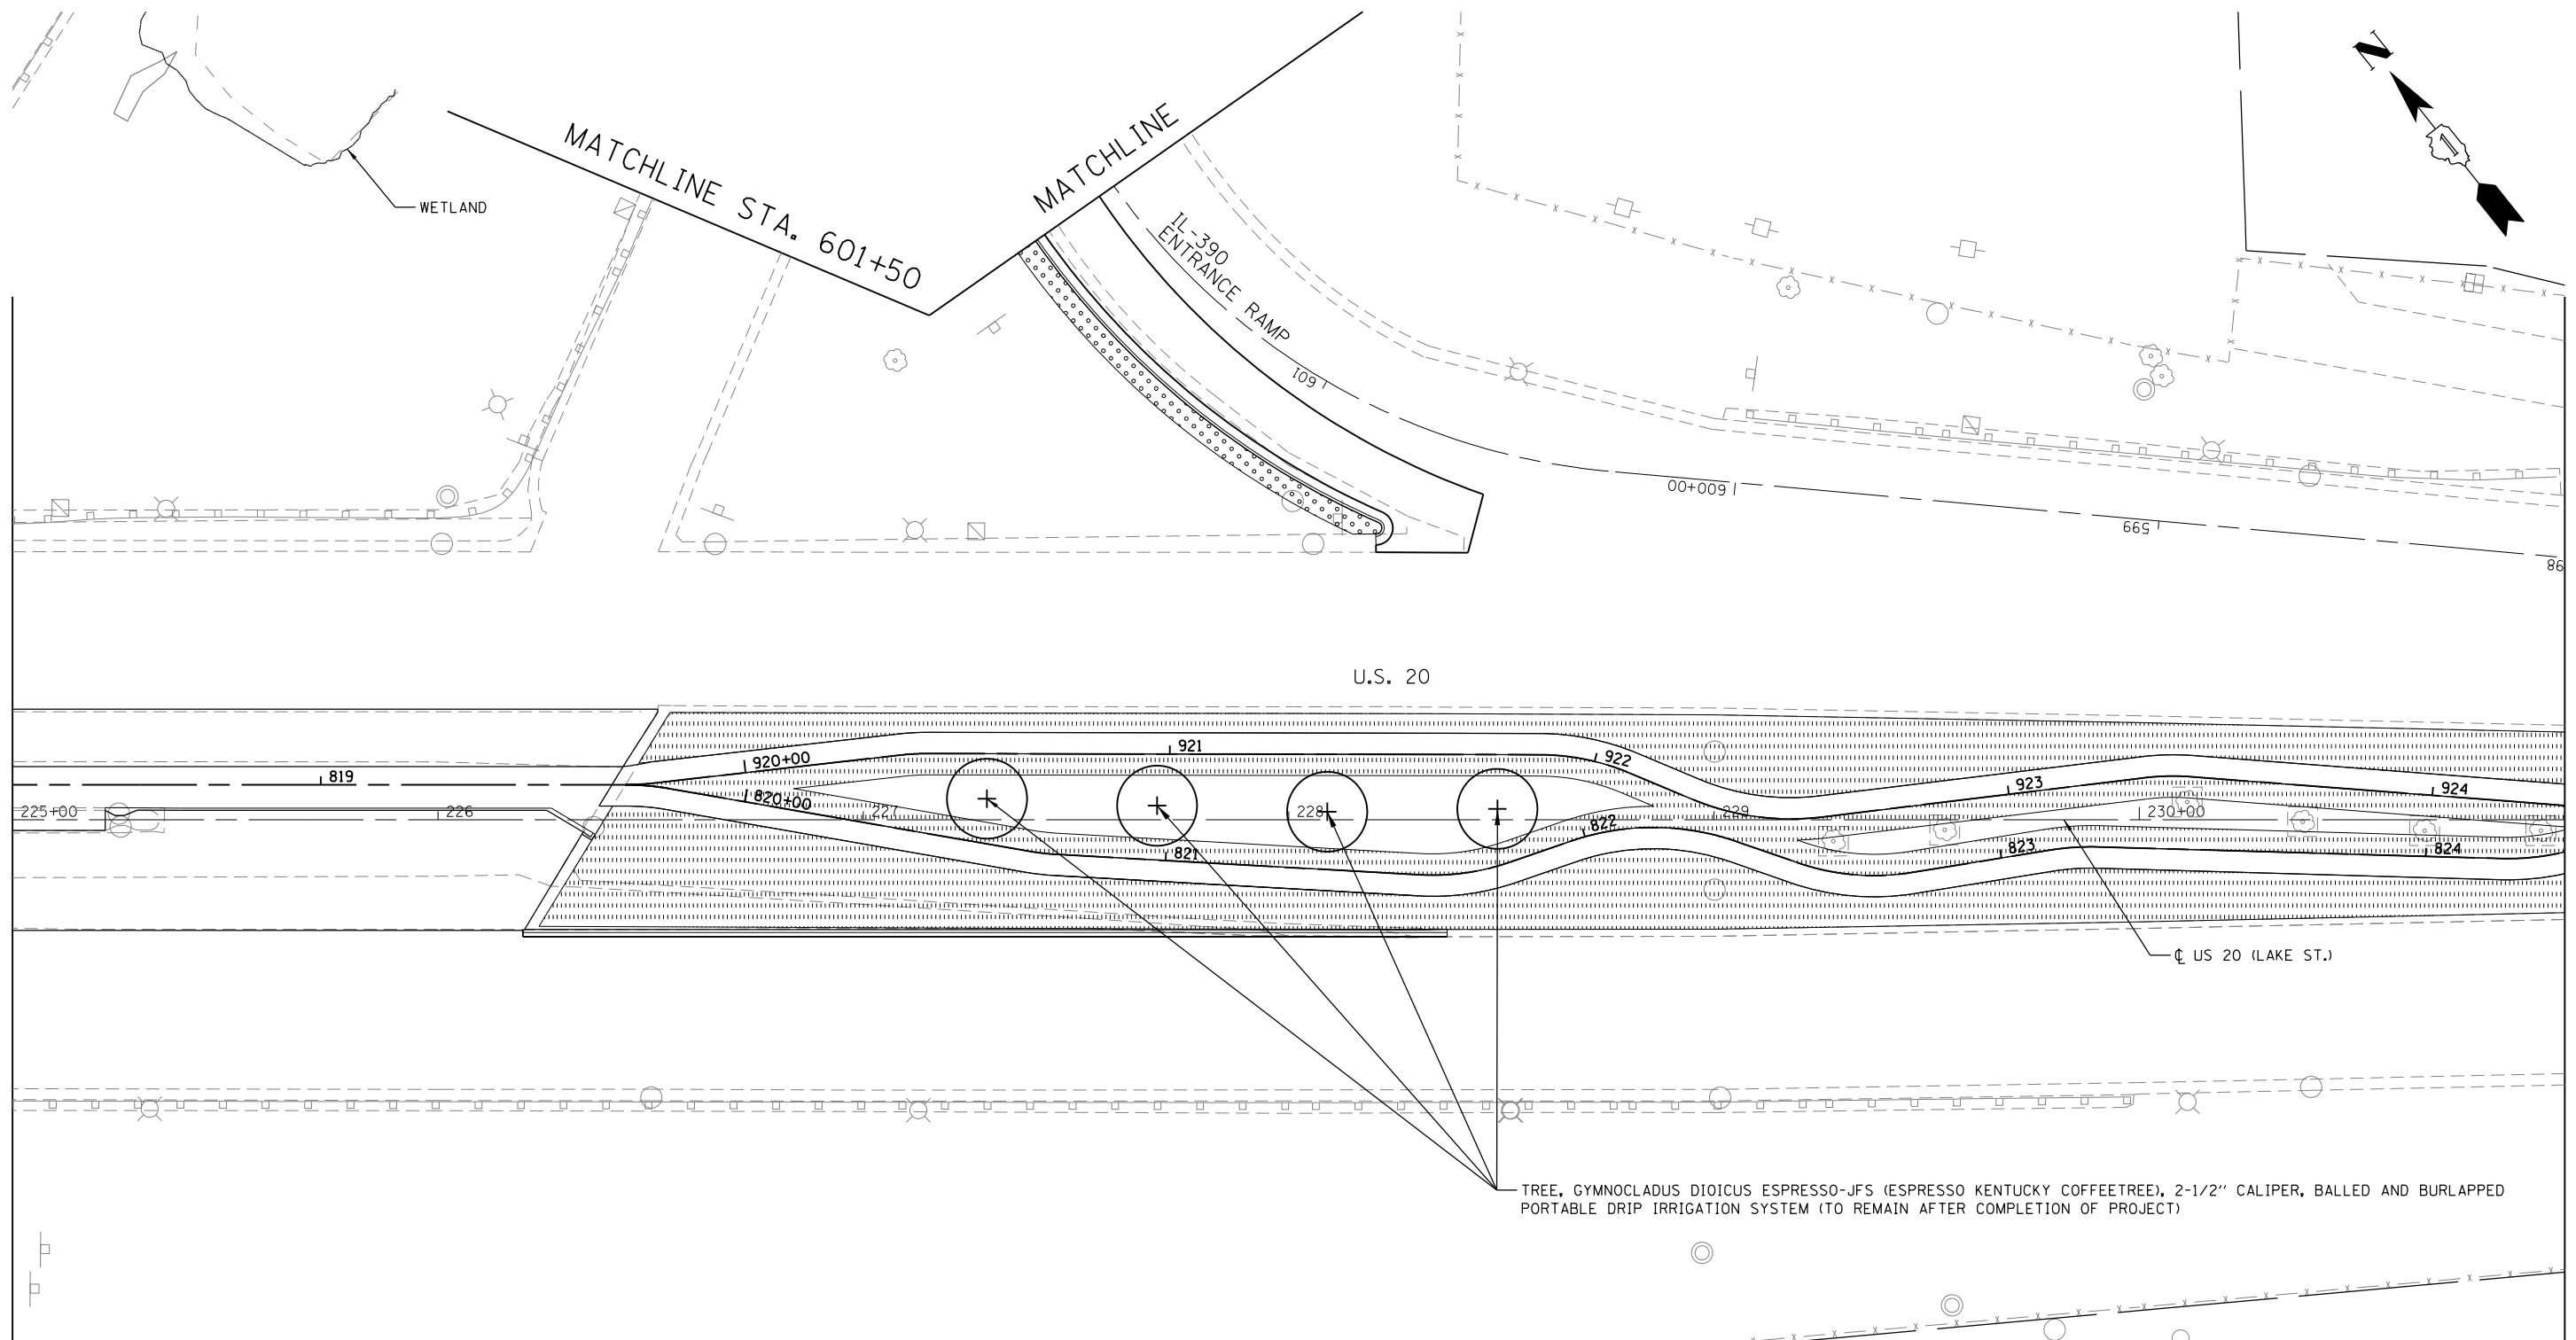 N
WETLAND
MATCHLINE STA. 601+50
MATCHLINE
IL-390
ENTRANCE RAMP
601
600+00
599
98
U.S. 20
819
920+00
921
922
923
924
225+00
226
820+00
227
228
229
230+00
821
822
823
824
℄ US 20 (LAKE ST.)
TREE, GYMNOCLADUS DIOICUS ESPRESSO-JFS (ESPRESSO KENTUCKY COFFEETREE), 2-1/2" CALIPER, BALLED AND BURLAPPED
PORTABLE DRIP IRRIGATION SYSTEM (TO REMAIN AFTER COMPLETION OF PROJECT)